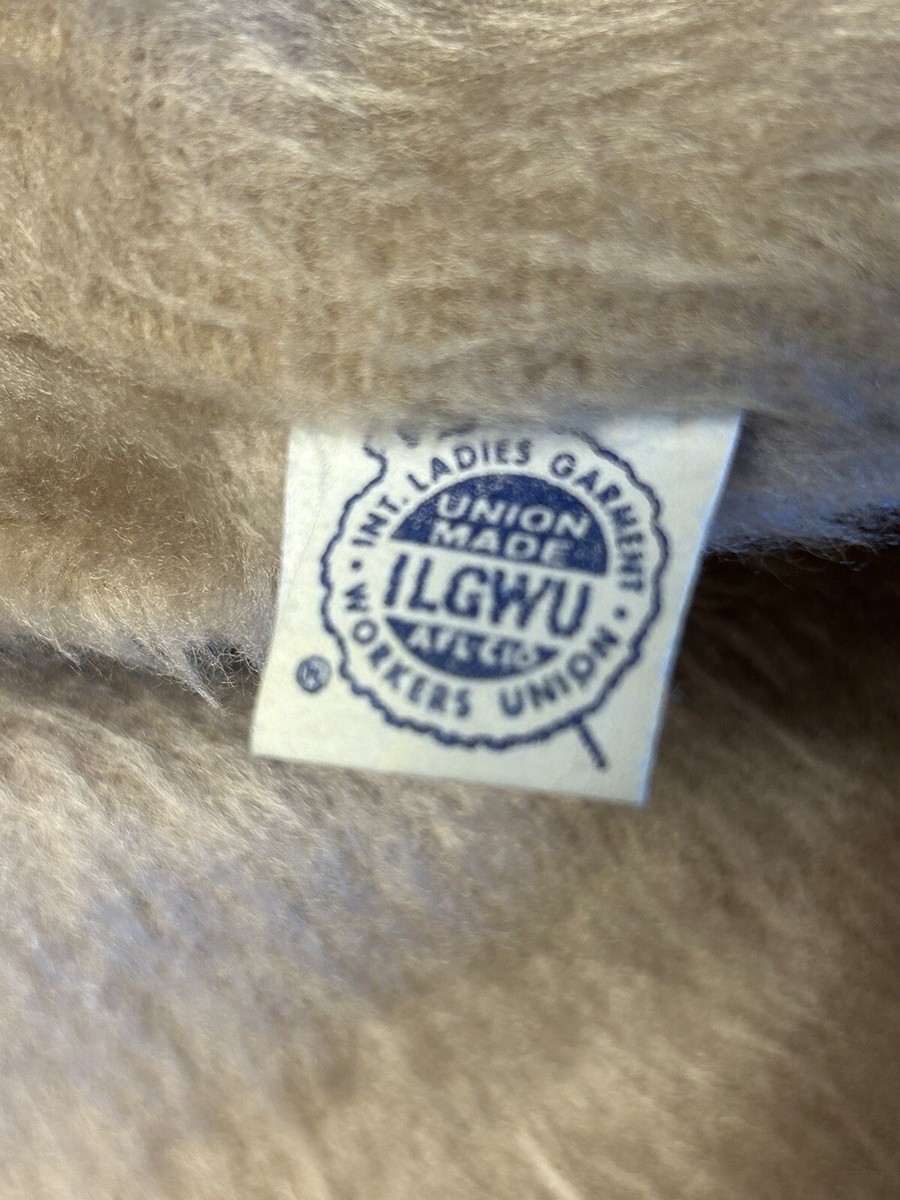 INT. LADIES GARMENT
UNION
MADE
ILGWU
AFL-CIO
WORKERS UNION
®